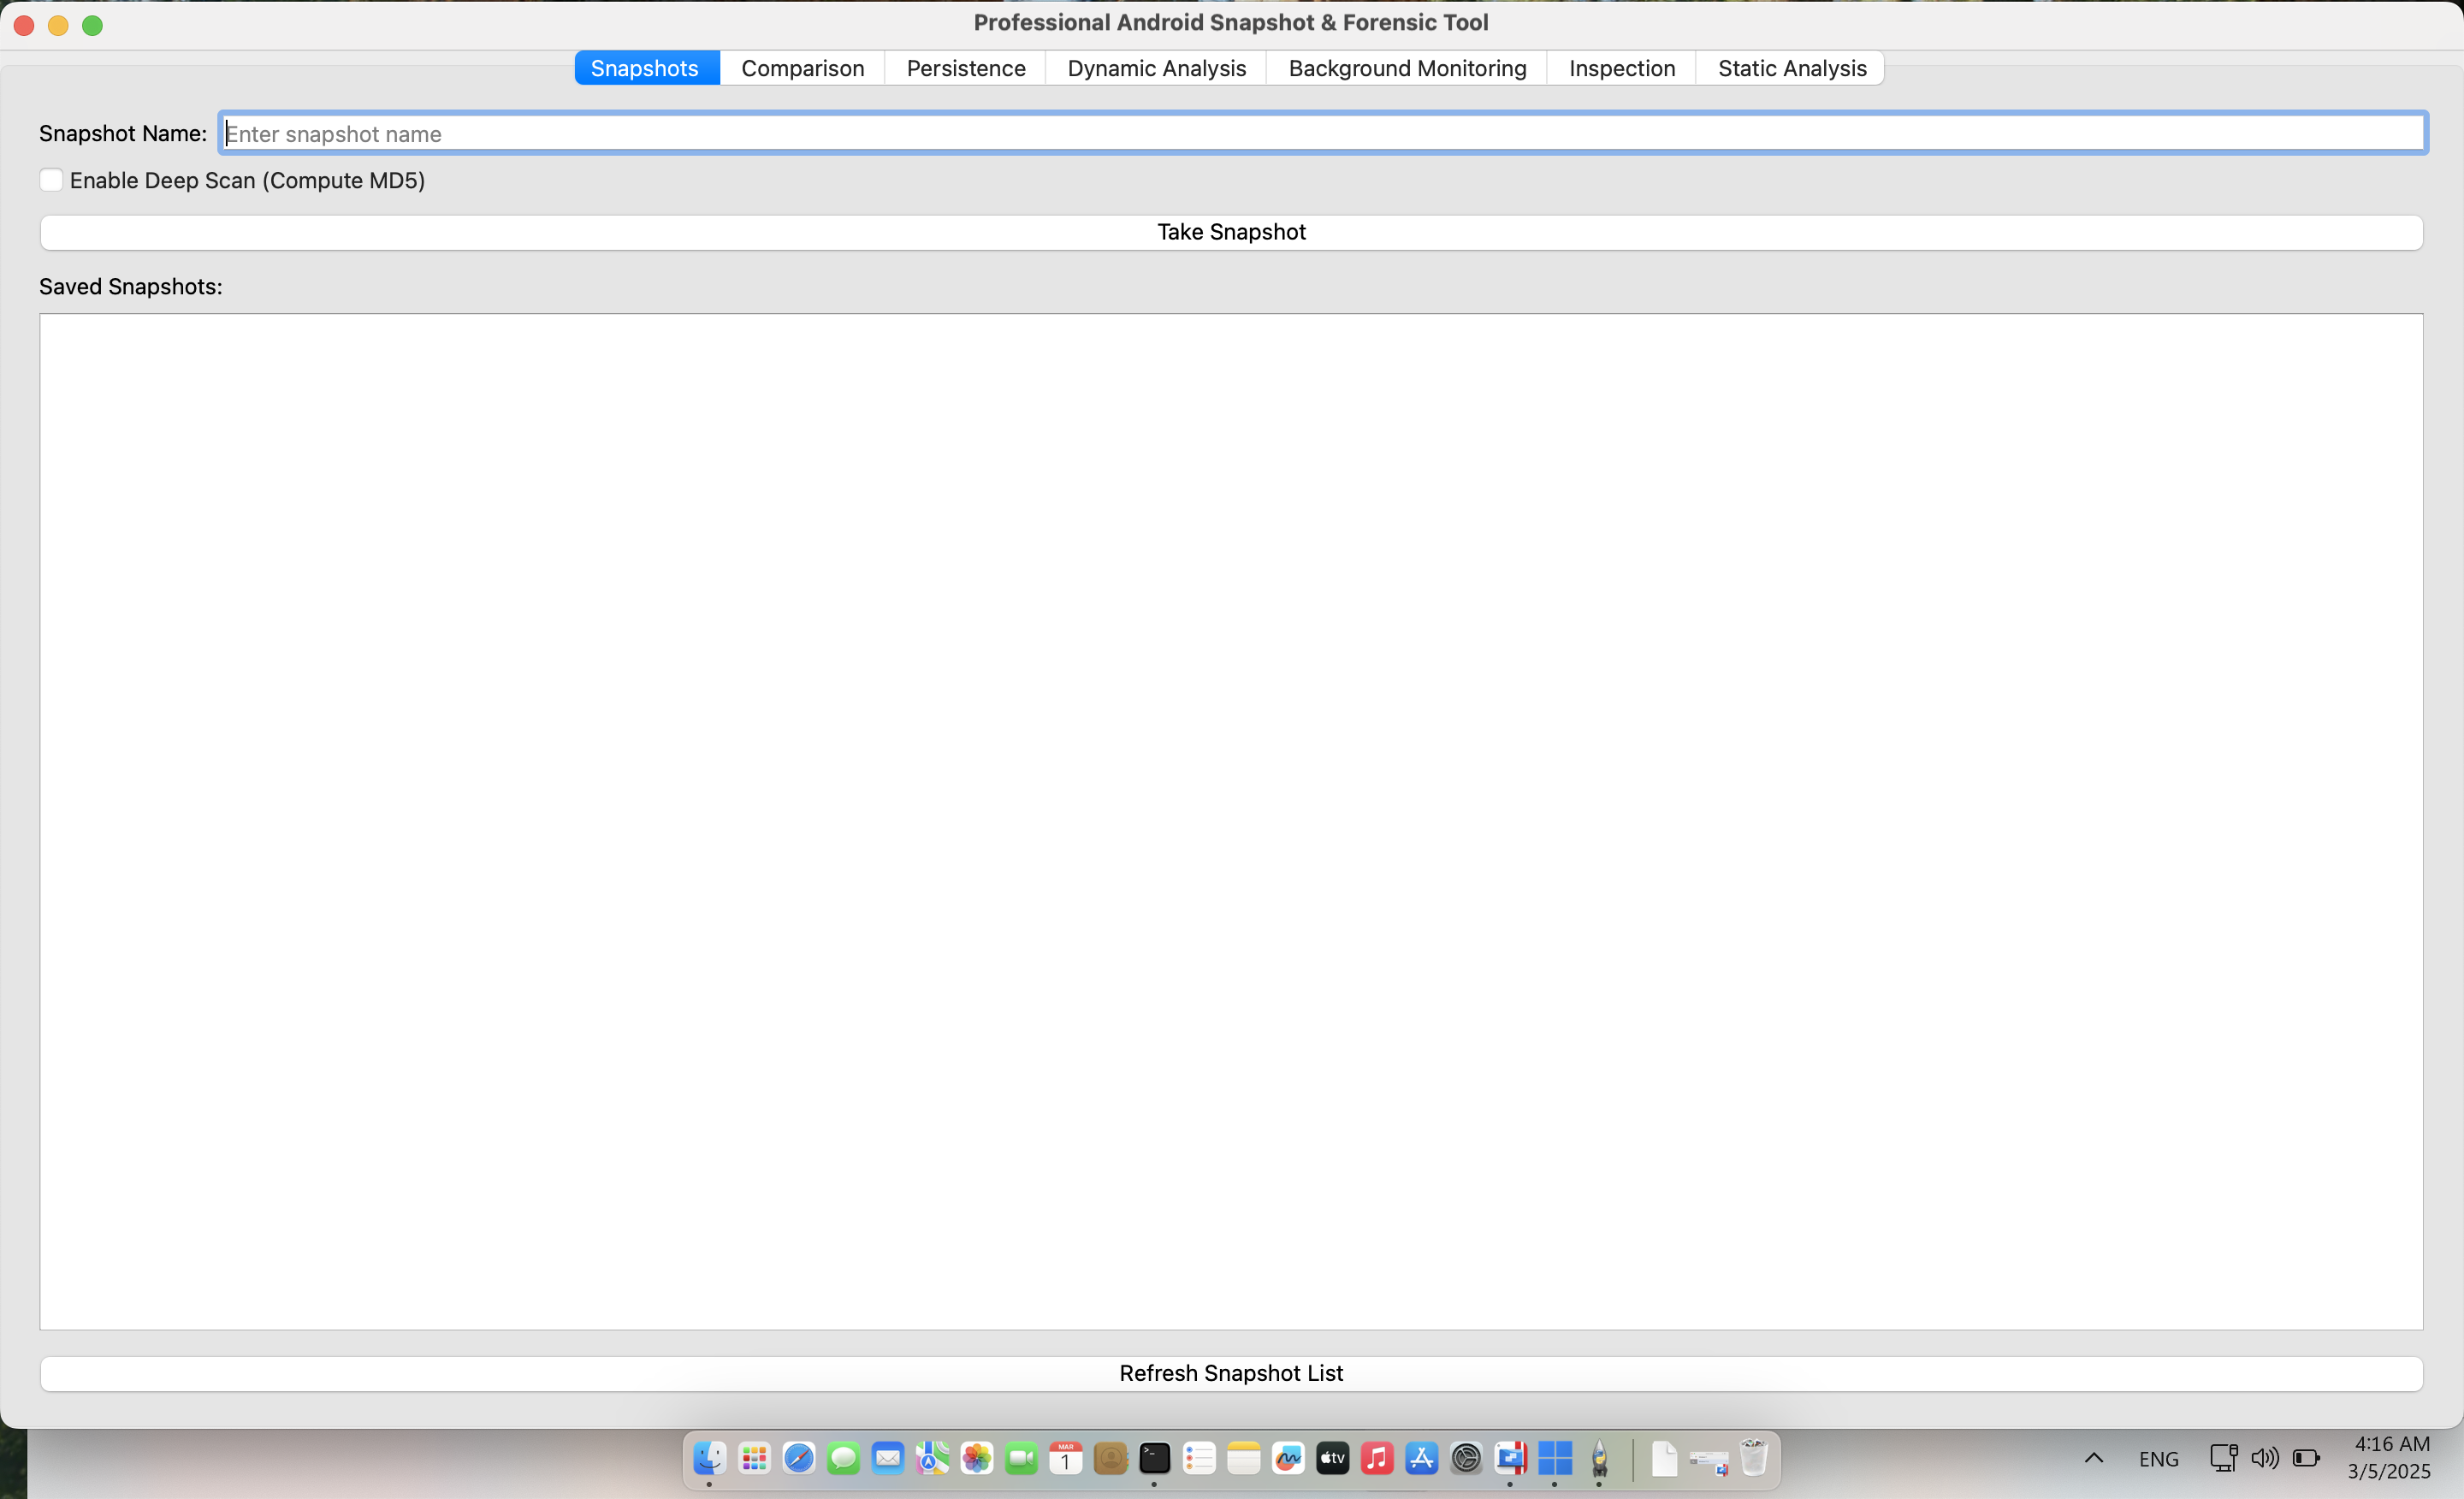 Professional Android Snapshot & Forensic Tool
Snapshots Comparison Persistence Dynamic Analysis Background Monitoring Inspection Static Analysis
Snapshot Name: Enter snapshot name
Enable Deep Scan (Compute MD5)
Take Snapshot
Saved Snapshots:
Refresh Snapshot List
MAR
1
tv
ENG
4:16 AM
3/5/2025